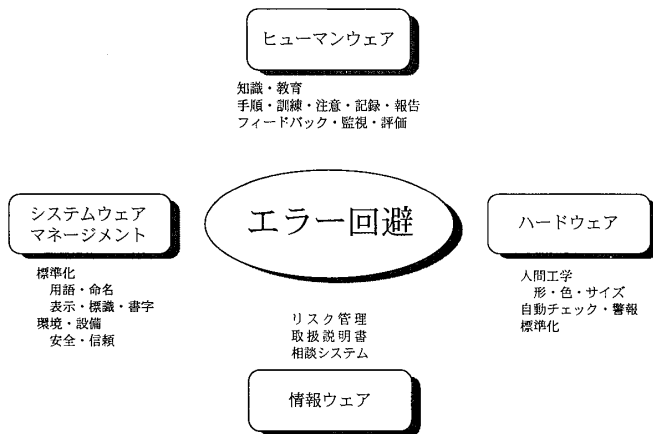 ヒューマンウェア
知識・教育
手順・訓練・注意・記録・報告
フィードバック・監視・評価
システムウェア
マネージメント
標準化
用語・命名
表示・標識・書字
環境・設備
安全・信頼
エラー回避
ハードウェア
人間工学
形・色・サイズ
自動チェック・警報
標準化
リスク管理
取扱説明書
相談システム
情報ウェア